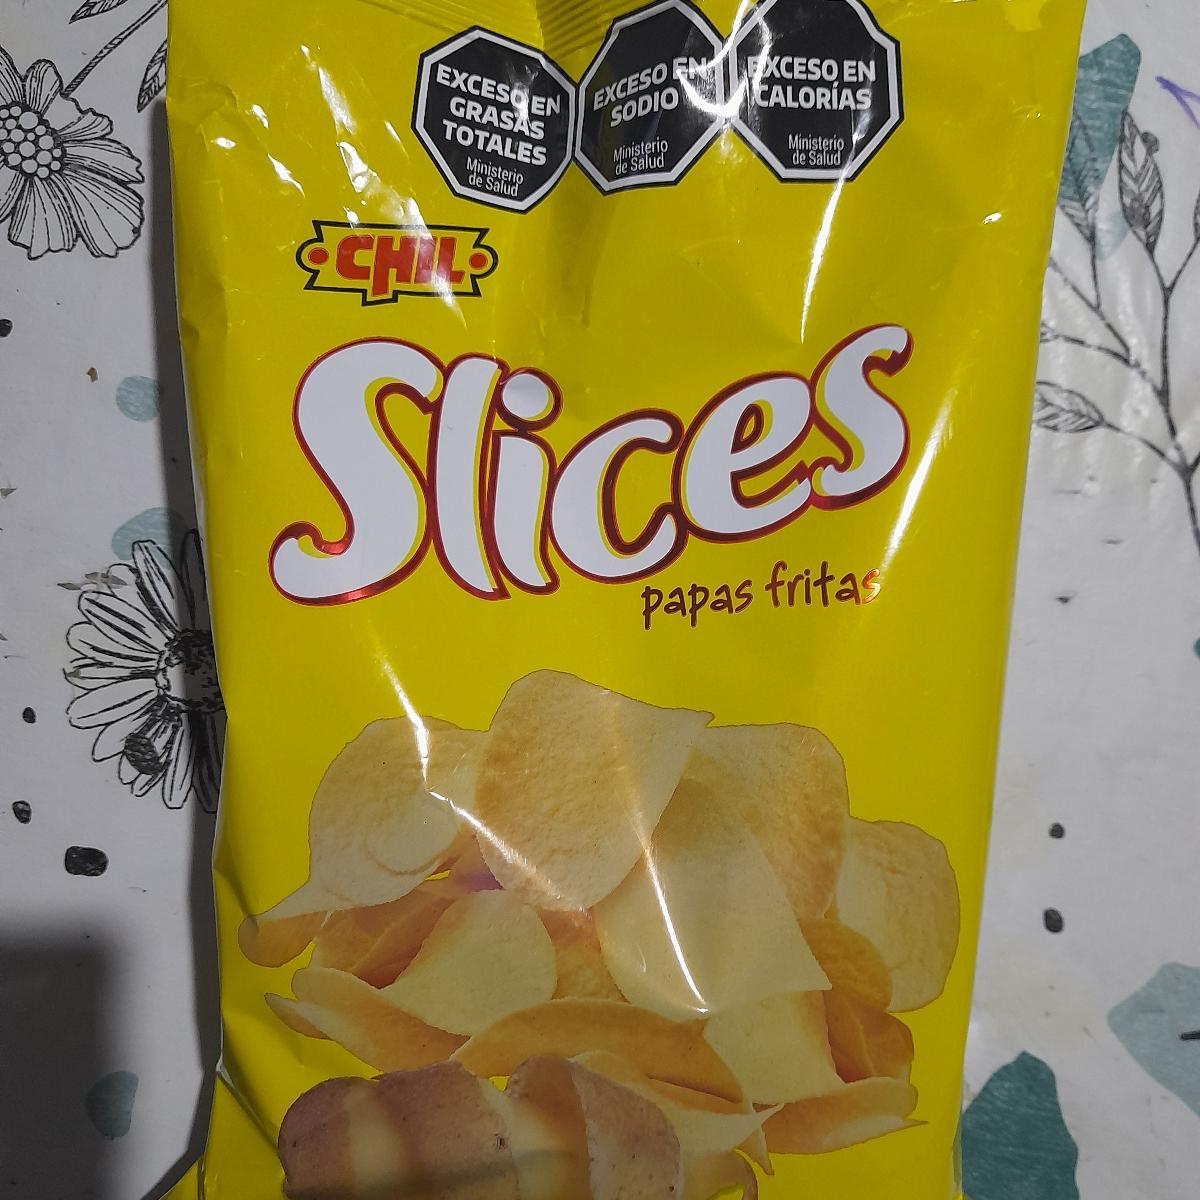 EXCESO EN
GRASAS
TOTALES
Ministerio
de Salud
EXCESO EN
SODIO
Ministerio
de Salud
EXCESO EN
CALORÍAS
Ministerio
de Salud
CHIL
Slices
papas fritas